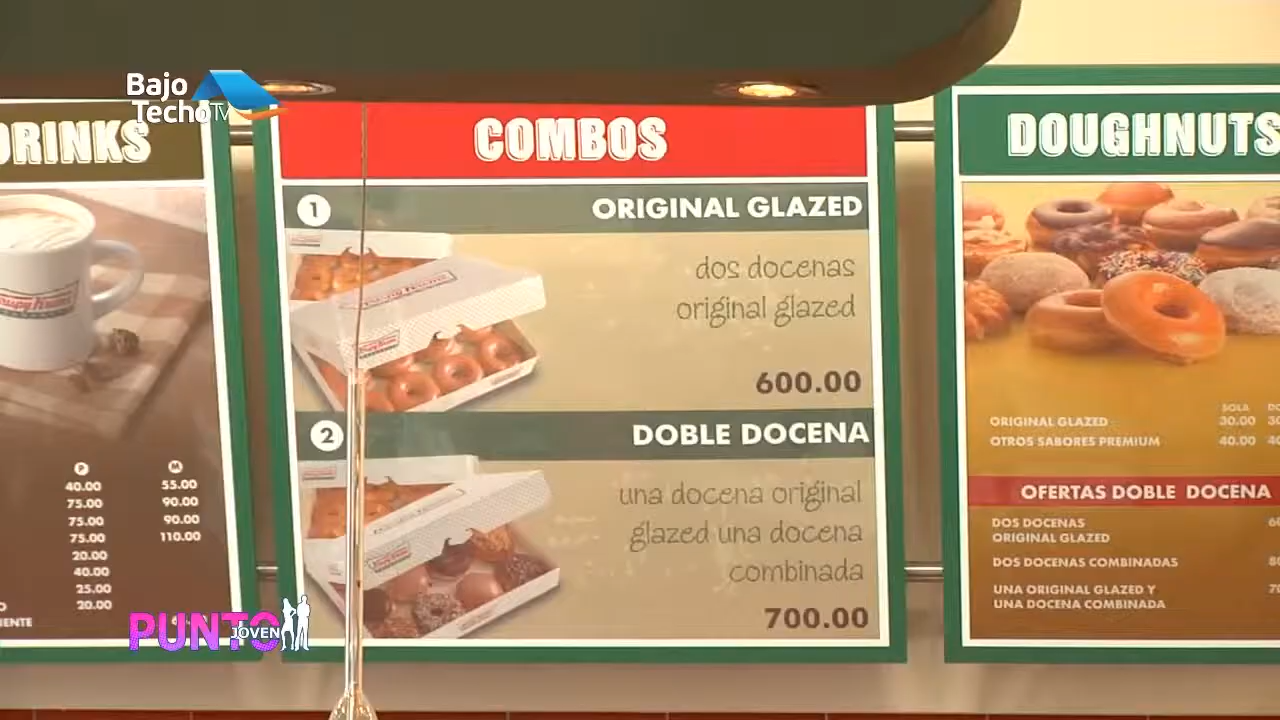 Bajo
TechoTV
DRINKS
Krispy Kreme
P M
40.00 55.00
75.00 90.00
75.00 90.00
75.00 110.00
20.00
40.00
25.00
20.00
PUNTO
JOVEN
COMBOS
1 ORIGINAL GLAZED
dos docenas
original glazed
600.00
2 DOBLE DOCENA
una docena original
glazed una docena
combinada
700.00
DOUGHNUTS
SOLA
ORIGINAL GLAZED 30.00
OTROS SABORES PREMIUM 40.00
OFERTAS DOBLE DOCENA
DOS DOCENAS
ORIGINAL GLAZED
DOS DOCENAS COMBINADAS
UNA ORIGINAL GLAZED Y
UNA DOCENA COMBINADA